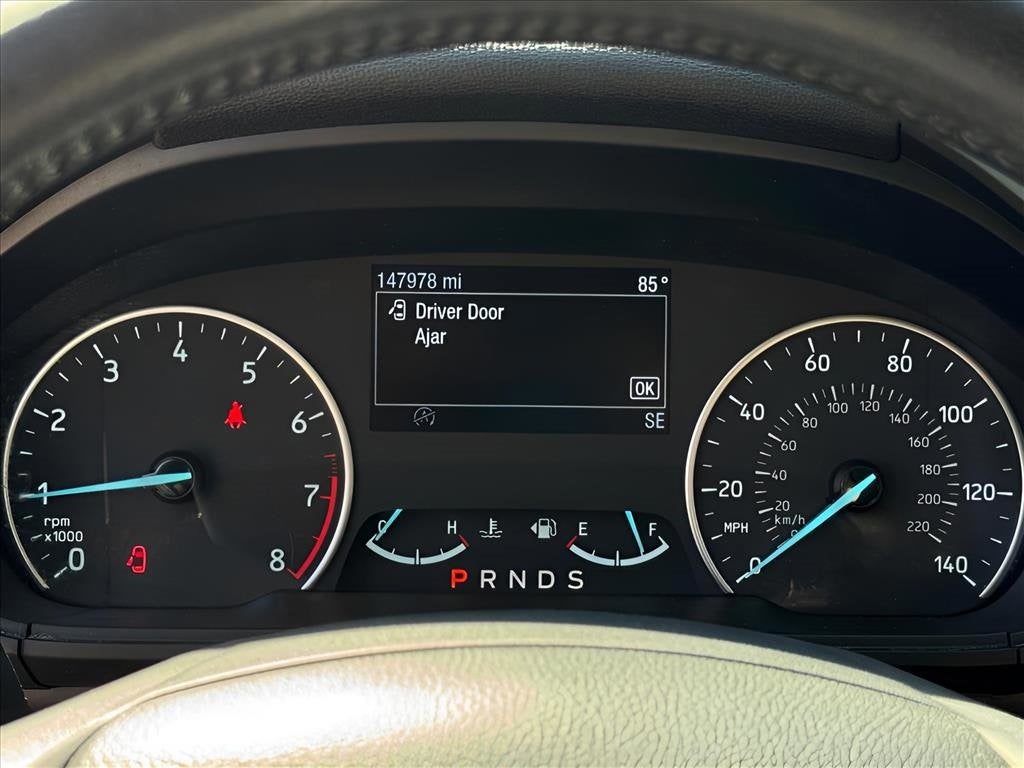 147978 mi 85°
Driver Door
Ajar
OK
SE
0 1 2 3 4 5 6 7 8
rpm
x1000
C H
E F
P R N D S
0 20 40 60 80 100 120 140
MPH
20 40 60 80 100 120 140 160 180 200 220
km/h